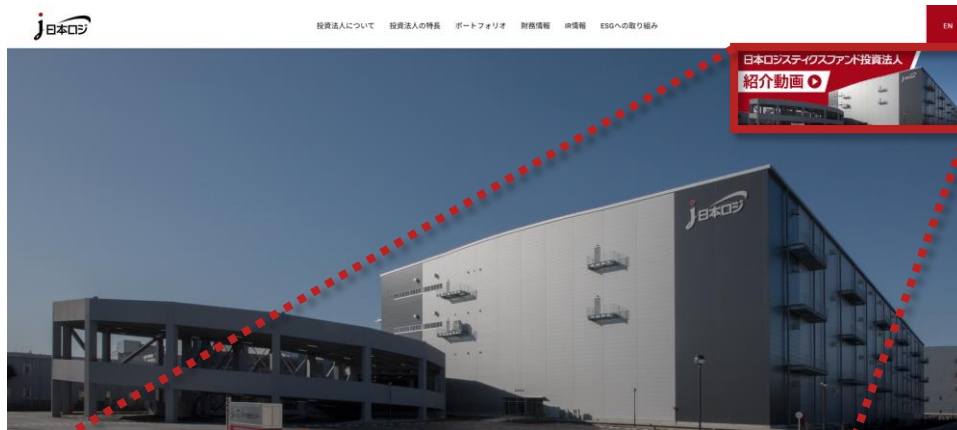 j日本ロジ
投資法人について 投資法人の特長 ポートフォリオ 財務情報 IR情報 ESGへの取り組み
EN
日本ロジスティクスファンド投資法人
紹介動画
j日本ロジ